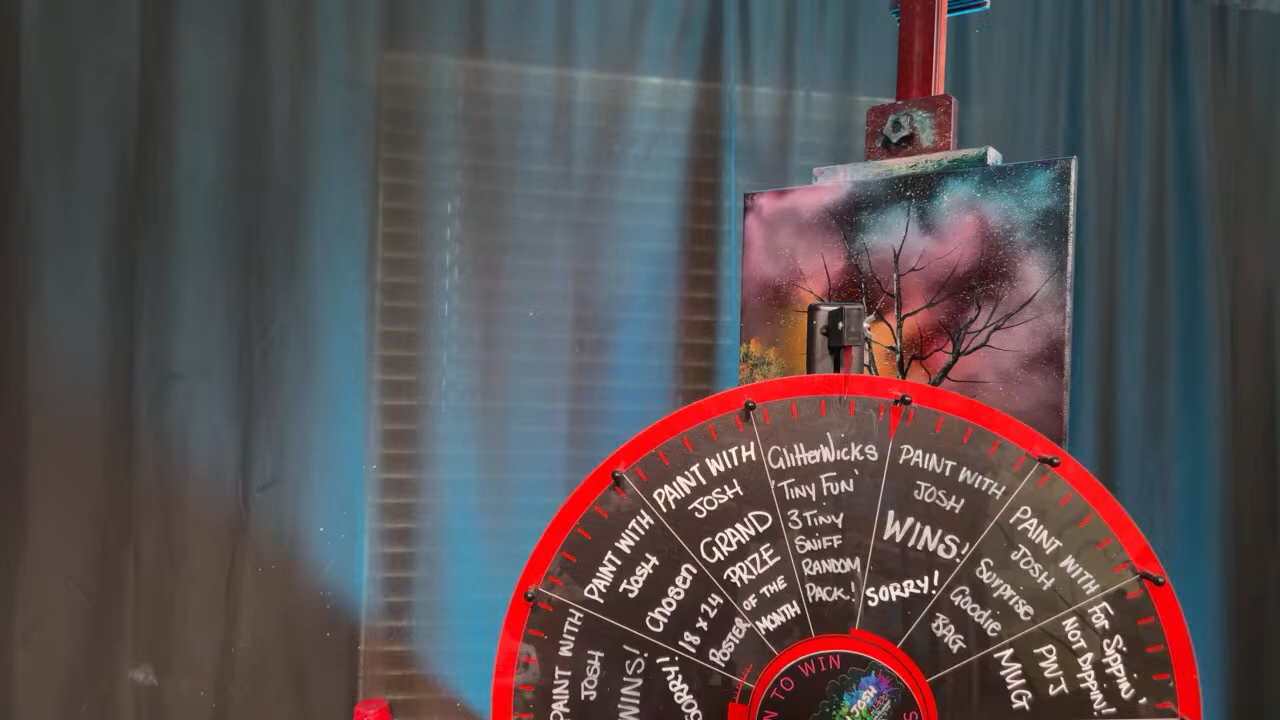 PAINT WITH
JOSH
WINS!
SORRY!
PAINT WITH
JOSH
Chosen
18 x 24
POSTER
PAINT WITH
JOSH
GRAND
PRIZE
OF THE
MONTH
GlitterWicks
'Tiny Fun'
3 Tiny
Sniff
RANDOM
PACK!
PAINT WITH
JOSH
WINS!
SORRY!
PAINT WITH
JOSH
Surprise
Goodie
BAG
FOR SIPPIN'
NOT DIPPIN!
PWJ
MUG
TO WIN
JOSH